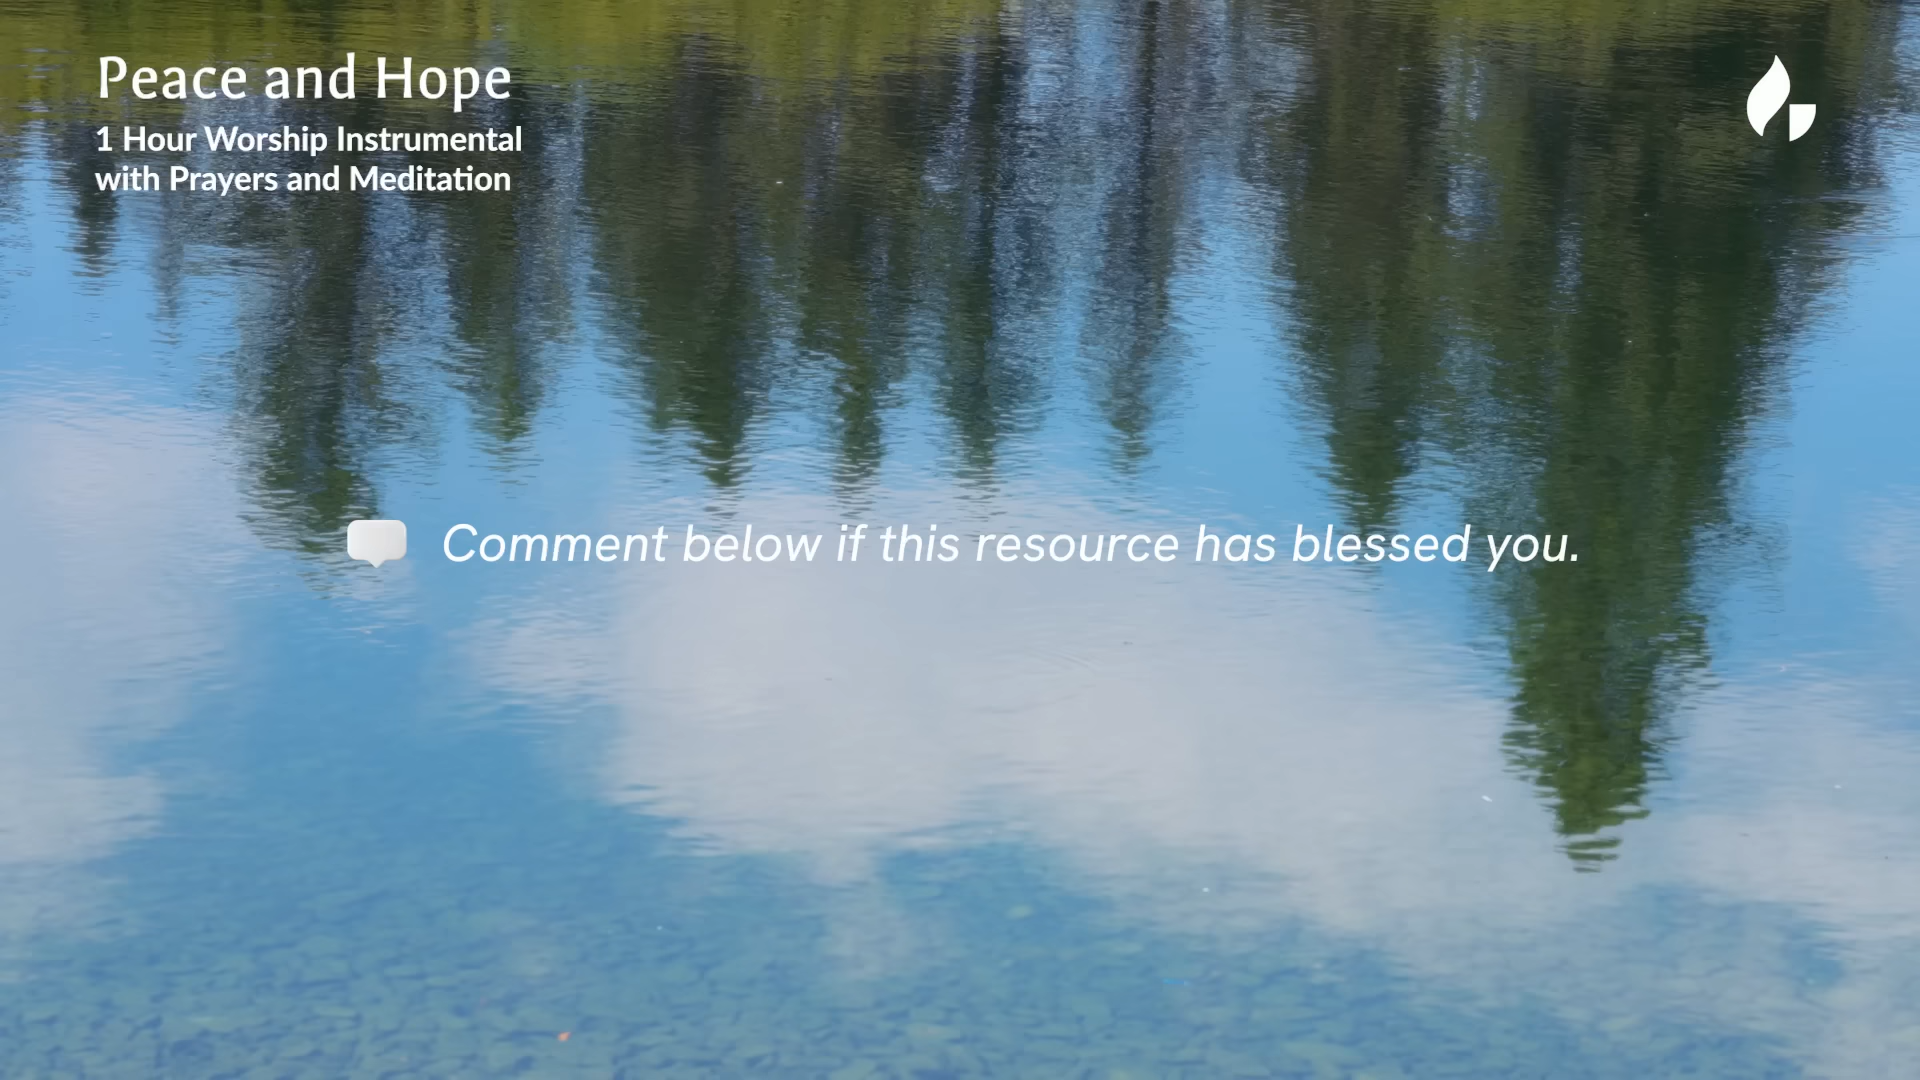 Peace and Hope
1 Hour Worship Instrumental
with Prayers and Meditation
Comment below if this resource has blessed you.